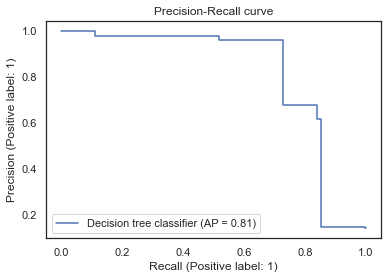 Precision-Recall curve
Precision (Positive label: 1)
1.0
0.8
0.6
0.4
0.2
Decision tree classifier (AP = 0.81)
0.0 0.2 0.4 0.6 0.8 1.0
Recall (Positive label: 1)